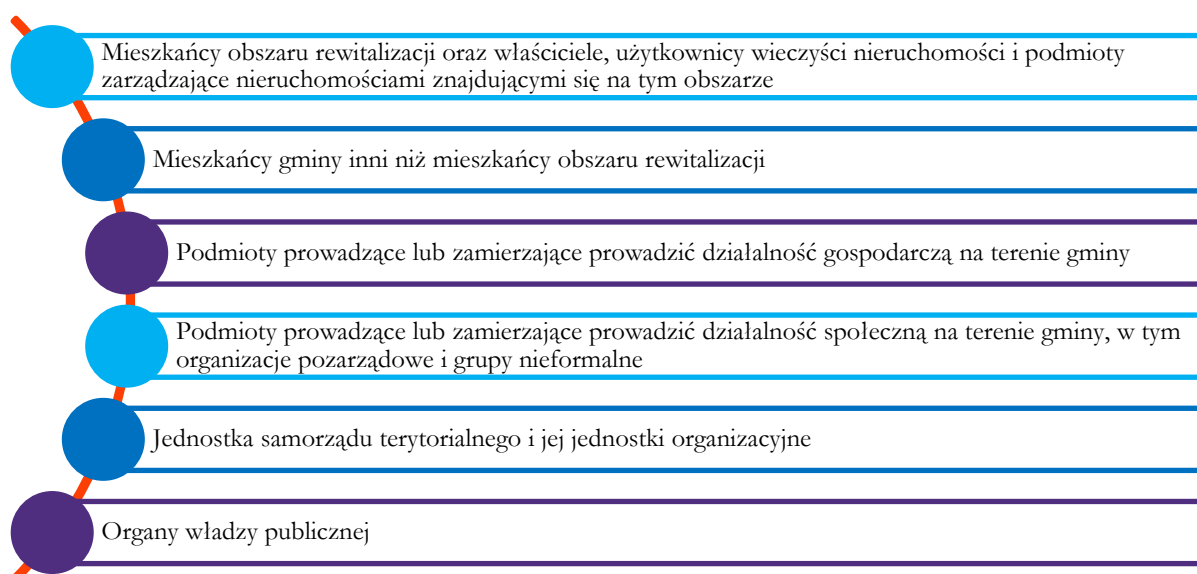 Mieszkańcy obszaru rewitalizacji oraz właściciele, użytkownicy wieczyści nieruchomości i podmioty
zarządzające nieruchomościami znajdującymi się na tym obszarze
Mieszkańcy gminy inni niż mieszkańcy obszaru rewitalizacji
Podmioty prowadzące lub zamierzające prowadzić działalność gospodarczą na terenie gminy
Podmioty prowadzące lub zamierzające prowadzić działalność społeczną na terenie gminy, w tym
organizacje pozarządowe i grupy nieformalne
Jednostka samorządu terytorialnego i jej jednostki organizacyjne
Organy władzy publicznej